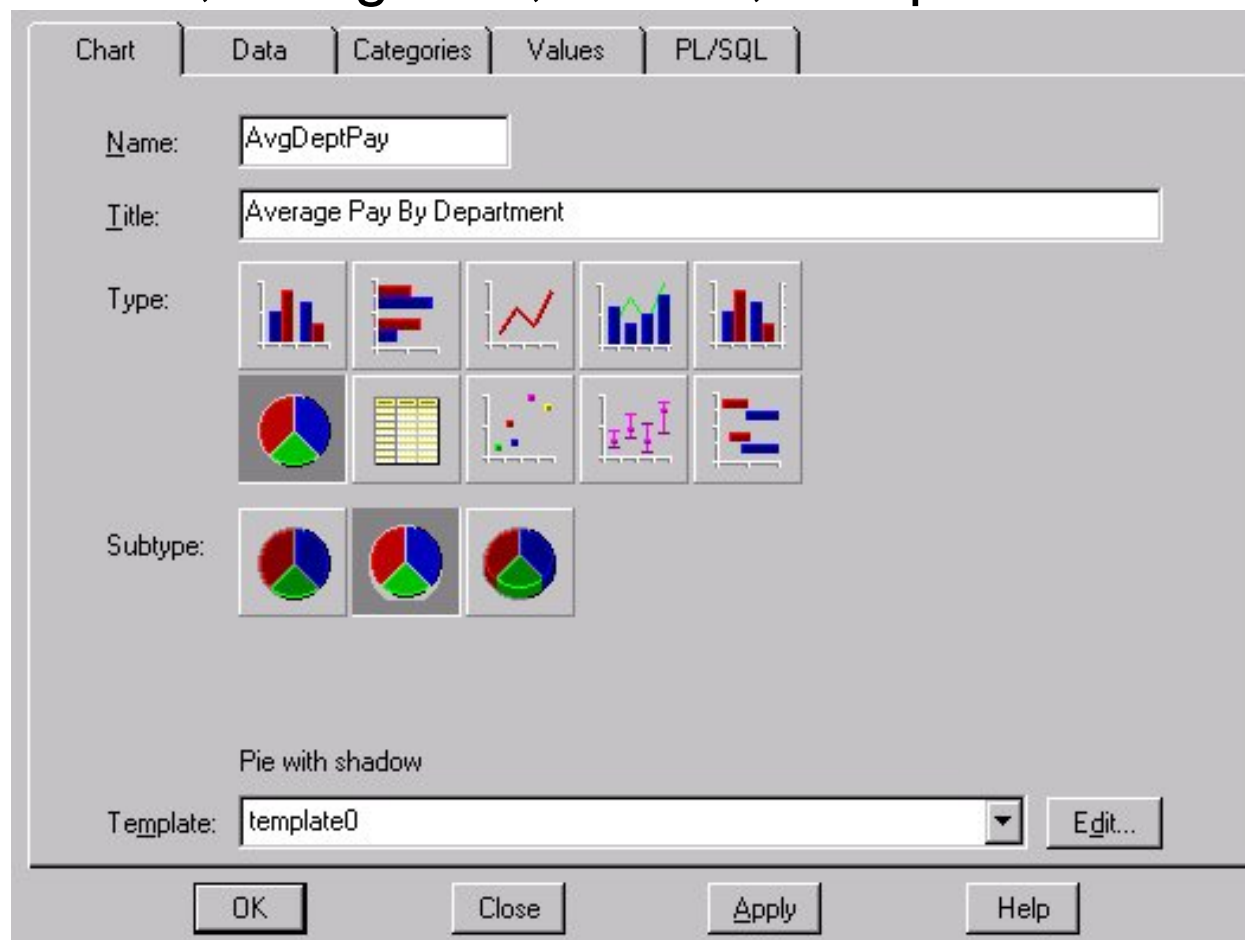 Chart Data Categories Values PL/SQL
Name: AvgDeptPay
Title: Average Pay By Department
Type:
Subtype:
Pie with shadow
Template: template0 Edit...
OK Close Apply Help